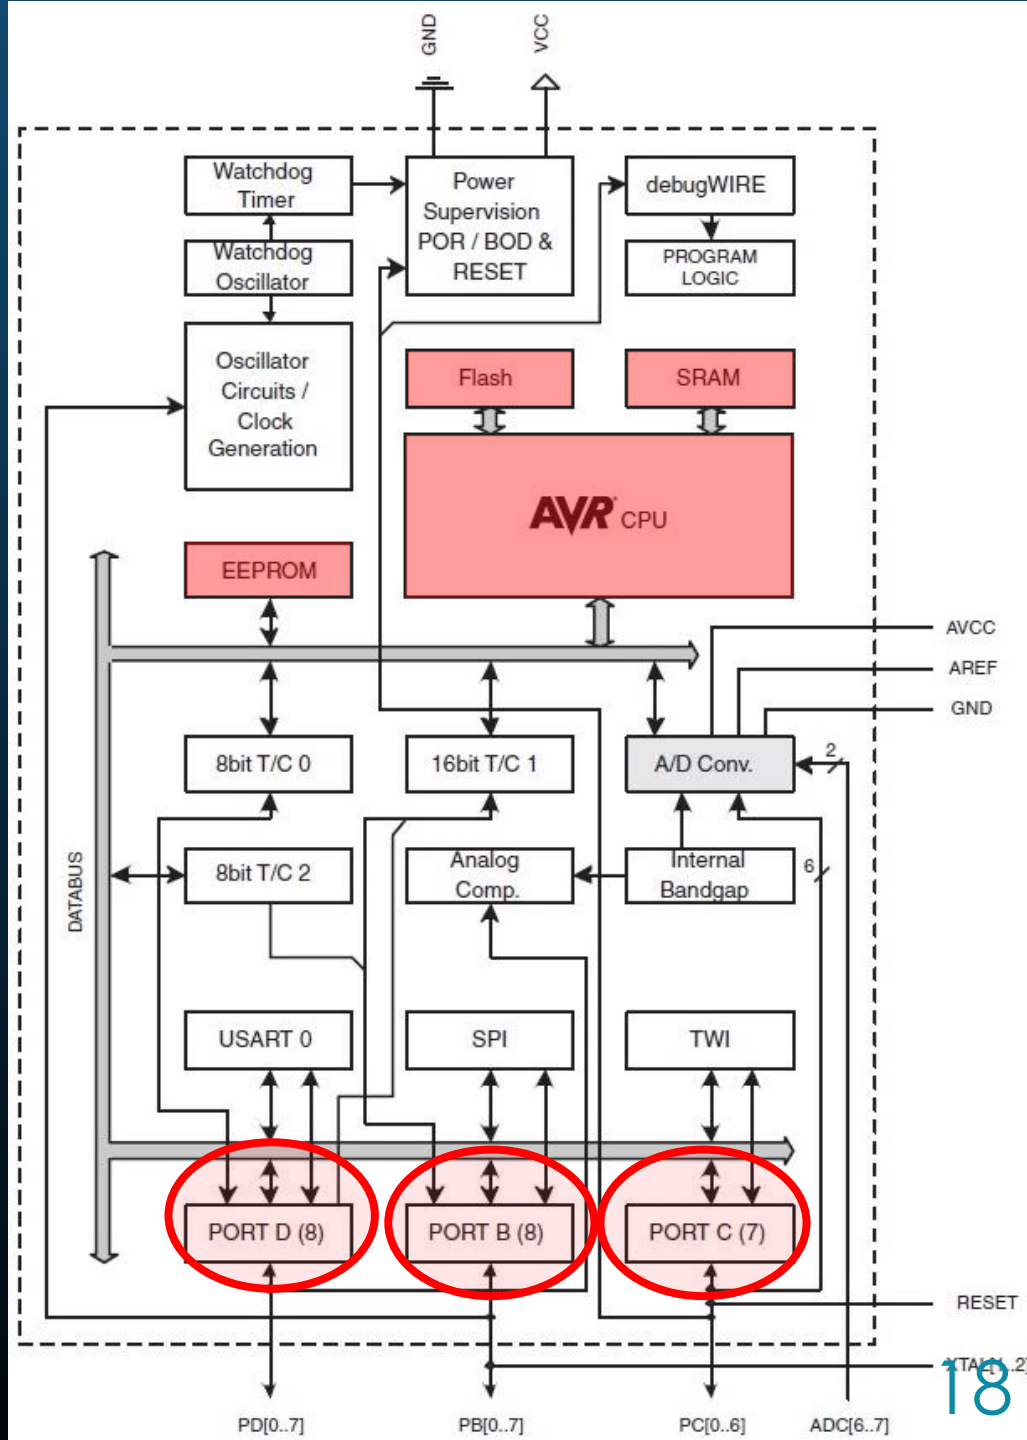 GND
VCC
Watchdog
Timer
Power
Supervision
POR / BOD &
RESET
debugWIRE
Watchdog
Oscillator
PROGRAM
LOGIC
Oscillator
Circuits /
Clock
Generation
Flash
SRAM
AVR CPU
EEPROM
AVCC
AREF
GND
8bit T/C 0
16bit T/C 1
A/D Conv.
2
DATABUS
8bit T/C 2
Analog
Comp.
Internal
Bandgap
6
USART 0
SPI
TWI
PORT D (8)
PORT B (8)
PORT C (7)
RESET
XTAL[1..2]
18
PD[0..7]
PB[0..7]
PC[0..6]
ADC[6..7]